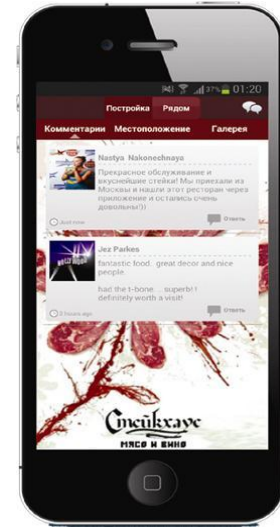 37% 01:20
Постройка Рядом
Комментарии Местоположение Галерея
Nastya Nakonechnaya
Прекрасное обслуживание и
вкуснейшие стейки! Мы приехали из
Москвы и нашли этот ресторан через
приложение и остались очень
довольны!))
Just now
Ответь
Jez Parkes
fantastic food. great decor and nice
people.
had the t-bone... superb!!
definitely worth a visit!
2 hours ago
Ответь
Стейкхаус
МЯСО И ВИНО